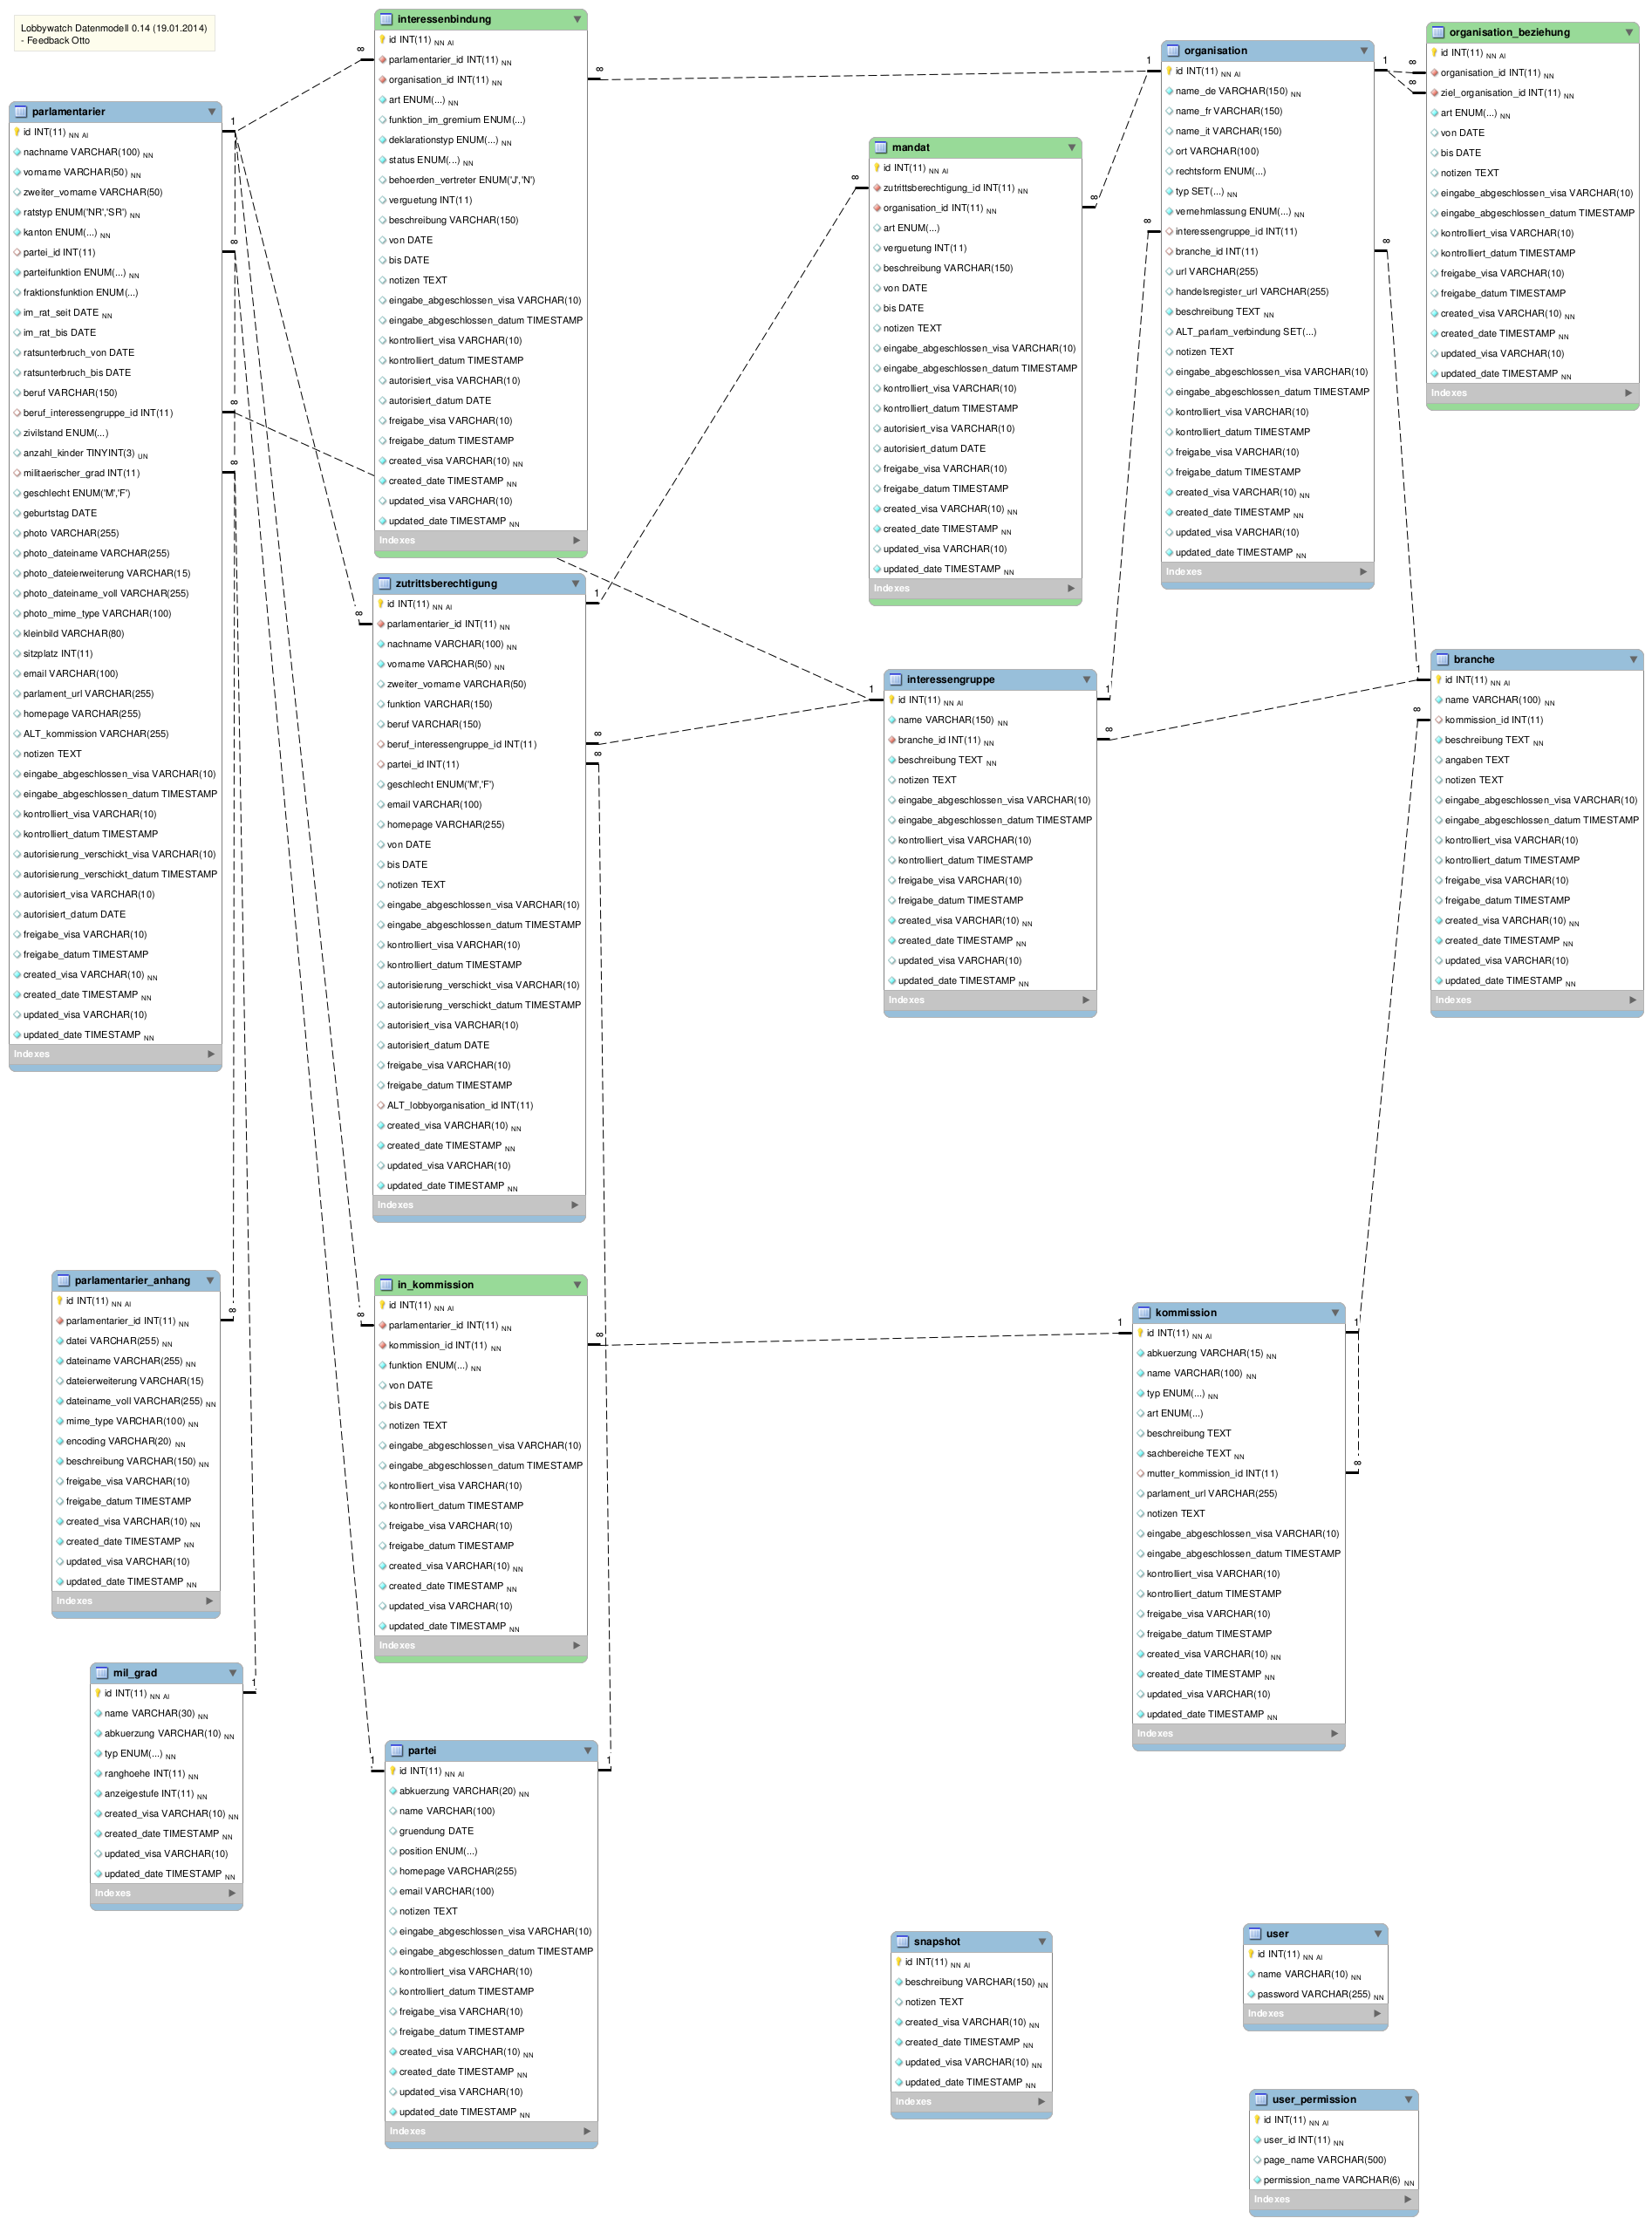 Lobbywatch Datenmodell 0.14 (19.01.2014)
- Feedback Otto
parlamentarier
id INT(11) NN AI
nachname VARCHAR(100) NN
vorname VARCHAR(50) NN
zweiter_vorname VARCHAR(50)
ratstyp ENUM('NR','SR') NN
kanton ENUM(...) NN
partei_id INT(11)
parteifunktion ENUM(...) NN
fraktionsfunktion ENUM(...)
im_rat_seit DATE NN
im_rat_bis DATE
ratsunterbruch_von DATE
ratsunterbruch_bis DATE
beruf VARCHAR(150)
beruf_interessengruppe_id INT(11)
zivilstand ENUM(...)
anzahl_kinder TINYINT(3) UN
militaerischer_grad INT(11)
geschlecht ENUM('M','F')
geburtstag DATE
photo VARCHAR(255)
photo_dateiname VARCHAR(255)
photo_dateierweiterung VARCHAR(15)
photo_dateiname_voll VARCHAR(255)
photo_mime_type VARCHAR(100)
kleinbild VARCHAR(80)
sitzplatz INT(11)
email VARCHAR(100)
parlament_url VARCHAR(255)
homepage VARCHAR(255)
ALT_kommission VARCHAR(255)
notizen TEXT
eingabe_abgeschlossen_visa VARCHAR(10)
eingabe_abgeschlossen_datum TIMESTAMP
kontrolliert_visa VARCHAR(10)
kontrolliert_datum TIMESTAMP
autorisierung_verschickt_visa VARCHAR(10)
autorisierung_verschickt_datum TIMESTAMP
autorisiert_visa VARCHAR(10)
autorisiert_datum DATE
freigabe_visa VARCHAR(10)
freigabe_datum TIMESTAMP
created_visa VARCHAR(10) NN
created_date TIMESTAMP NN
updated_visa VARCHAR(10)
updated_date TIMESTAMP NN
Indexes
interessenbindung
id INT(11) NN AI
parlamentarier_id INT(11) NN
organisation_id INT(11) NN
art ENUM(...) NN
funktion_im_gremium ENUM(...)
deklarationstyp ENUM(...) NN
status ENUM(...) NN
behoerden_vertreter ENUM('J','N')
verguetung INT(11)
beschreibung VARCHAR(150)
von DATE
bis DATE
notizen TEXT
eingabe_abgeschlossen_visa VARCHAR(10)
eingabe_abgeschlossen_datum TIMESTAMP
kontrolliert_visa VARCHAR(10)
kontrolliert_datum TIMESTAMP
autorisiert_visa VARCHAR(10)
autorisiert_datum DATE
freigabe_visa VARCHAR(10)
freigabe_datum TIMESTAMP
created_visa VARCHAR(10) NN
created_date TIMESTAMP NN
updated_visa VARCHAR(10)
updated_date TIMESTAMP NN
Indexes
zutrittsberechtigung
id INT(11) NN AI
parlamentarier_id INT(11) NN
nachname VARCHAR(100) NN
vorname VARCHAR(50) NN
zweiter_vorname VARCHAR(50)
funktion VARCHAR(150)
beruf VARCHAR(150)
beruf_interessengruppe_id INT(11)
partei_id INT(11)
geschlecht ENUM('M','F')
email VARCHAR(100)
homepage VARCHAR(255)
von DATE
bis DATE
notizen TEXT
eingabe_abgeschlossen_visa VARCHAR(10)
eingabe_abgeschlossen_datum TIMESTAMP
kontrolliert_visa VARCHAR(10)
kontrolliert_datum TIMESTAMP
autorisierung_verschickt_visa VARCHAR(10)
autorisierung_verschickt_datum TIMESTAMP
autorisiert_visa VARCHAR(10)
autorisiert_datum DATE
freigabe_visa VARCHAR(10)
freigabe_datum TIMESTAMP
ALT_lobbyorganisation_id INT(11)
created_visa VARCHAR(10) NN
created_date TIMESTAMP NN
updated_visa VARCHAR(10)
updated_date TIMESTAMP NN
Indexes
mandat
id INT(11) NN AI
zutrittsberechtigung_id INT(11) NN
organisation_id INT(11) NN
art ENUM(...)
verguetung INT(11)
beschreibung VARCHAR(150)
von DATE
bis DATE
notizen TEXT
eingabe_abgeschlossen_visa VARCHAR(10)
eingabe_abgeschlossen_datum TIMESTAMP
kontrolliert_visa VARCHAR(10)
kontrolliert_datum TIMESTAMP
autorisiert_visa VARCHAR(10)
autorisiert_datum DATE
freigabe_visa VARCHAR(10)
freigabe_datum TIMESTAMP
created_visa VARCHAR(10) NN
created_date TIMESTAMP NN
updated_visa VARCHAR(10)
updated_date TIMESTAMP NN
Indexes
organisation
id INT(11) NN AI
name_de VARCHAR(150) NN
name_fr VARCHAR(150)
name_it VARCHAR(150)
ort VARCHAR(100)
rechtsform ENUM(...)
typ SET(...) NN
vernehmlassung ENUM(...) NN
interessengruppe_id INT(11)
branche_id INT(11)
url VARCHAR(255)
handelsregister_url VARCHAR(255)
beschreibung TEXT NN
ALT_parlam_verbindung SET(...)
notizen TEXT
eingabe_abgeschlossen_visa VARCHAR(10)
eingabe_abgeschlossen_datum TIMESTAMP
kontrolliert_visa VARCHAR(10)
kontrolliert_datum TIMESTAMP
freigabe_visa VARCHAR(10)
freigabe_datum TIMESTAMP
created_visa VARCHAR(10) NN
created_date TIMESTAMP NN
updated_visa VARCHAR(10)
updated_date TIMESTAMP NN
Indexes
organisation_beziehung
id INT(11) NN AI
organisation_id INT(11) NN
ziel_organisation_id INT(11) NN
art ENUM(...) NN
von DATE
bis DATE
notizen TEXT
eingabe_abgeschlossen_visa VARCHAR(10)
eingabe_abgeschlossen_datum TIMESTAMP
kontrolliert_visa VARCHAR(10)
kontrolliert_datum TIMESTAMP
freigabe_visa VARCHAR(10)
freigabe_datum TIMESTAMP
created_visa VARCHAR(10) NN
created_date TIMESTAMP NN
updated_visa VARCHAR(10)
updated_date TIMESTAMP NN
Indexes
interessengruppe
id INT(11) NN AI
name VARCHAR(150) NN
branche_id INT(11) NN
beschreibung TEXT NN
notizen TEXT
eingabe_abgeschlossen_visa VARCHAR(10)
eingabe_abgeschlossen_datum TIMESTAMP
kontrolliert_visa VARCHAR(10)
kontrolliert_datum TIMESTAMP
freigabe_visa VARCHAR(10)
freigabe_datum TIMESTAMP
created_visa VARCHAR(10) NN
created_date TIMESTAMP NN
updated_visa VARCHAR(10)
updated_date TIMESTAMP NN
Indexes
branche
id INT(11) NN AI
name VARCHAR(100) NN
kommission_id INT(11)
beschreibung TEXT NN
angaben TEXT
notizen TEXT
eingabe_abgeschlossen_visa VARCHAR(10)
eingabe_abgeschlossen_datum TIMESTAMP
kontrolliert_visa VARCHAR(10)
kontrolliert_datum TIMESTAMP
freigabe_visa VARCHAR(10)
freigabe_datum TIMESTAMP
created_visa VARCHAR(10) NN
created_date TIMESTAMP NN
updated_visa VARCHAR(10)
updated_date TIMESTAMP NN
Indexes
parlamentarier_anhang
id INT(11) NN AI
parlamentarier_id INT(11) NN
datei VARCHAR(255) NN
dateiname VARCHAR(255) NN
dateierweiterung VARCHAR(15)
dateiname_voll VARCHAR(255) NN
mime_type VARCHAR(100) NN
encoding VARCHAR(20) NN
beschreibung VARCHAR(150) NN
freigabe_visa VARCHAR(10)
freigabe_datum TIMESTAMP
created_visa VARCHAR(10) NN
created_date TIMESTAMP NN
updated_visa VARCHAR(10)
updated_date TIMESTAMP NN
Indexes
in_kommission
id INT(11) NN AI
parlamentarier_id INT(11) NN
kommission_id INT(11) NN
funktion ENUM(...) NN
von DATE
bis DATE
notizen TEXT
eingabe_abgeschlossen_visa VARCHAR(10)
eingabe_abgeschlossen_datum TIMESTAMP
kontrolliert_visa VARCHAR(10)
kontrolliert_datum TIMESTAMP
freigabe_visa VARCHAR(10)
freigabe_datum TIMESTAMP
created_visa VARCHAR(10) NN
created_date TIMESTAMP NN
updated_visa VARCHAR(10)
updated_date TIMESTAMP NN
Indexes
kommission
id INT(11) NN AI
abkuerzung VARCHAR(15) NN
name VARCHAR(100) NN
typ ENUM(...) NN
art ENUM(...)
beschreibung TEXT
sachbereiche TEXT NN
mutter_kommission_id INT(11)
parlament_url VARCHAR(255)
notizen TEXT
eingabe_abgeschlossen_visa VARCHAR(10)
eingabe_abgeschlossen_datum TIMESTAMP
kontrolliert_visa VARCHAR(10)
kontrolliert_datum TIMESTAMP
freigabe_visa VARCHAR(10)
freigabe_datum TIMESTAMP
created_visa VARCHAR(10) NN
created_date TIMESTAMP NN
updated_visa VARCHAR(10)
updated_date TIMESTAMP NN
Indexes
mil_grad
id INT(11) NN AI
name VARCHAR(30) NN
abkuerzung VARCHAR(10) NN
typ ENUM(...) NN
ranghoehe INT(11) NN
anzeigestufe INT(11) NN
created_visa VARCHAR(10) NN
created_date TIMESTAMP NN
updated_visa VARCHAR(10)
updated_date TIMESTAMP NN
Indexes
partei
id INT(11) NN AI
abkuerzung VARCHAR(20) NN
name VARCHAR(100)
gruendung DATE
position ENUM(...)
homepage VARCHAR(255)
email VARCHAR(100)
notizen TEXT
eingabe_abgeschlossen_visa VARCHAR(10)
eingabe_abgeschlossen_datum TIMESTAMP
kontrolliert_visa VARCHAR(10)
kontrolliert_datum TIMESTAMP
freigabe_visa VARCHAR(10)
freigabe_datum TIMESTAMP
created_visa VARCHAR(10) NN
created_date TIMESTAMP NN
updated_visa VARCHAR(10)
updated_date TIMESTAMP NN
Indexes
snapshot
id INT(11) NN AI
beschreibung VARCHAR(150) NN
notizen TEXT
created_visa VARCHAR(10) NN
created_date TIMESTAMP NN
updated_visa VARCHAR(10) NN
updated_date TIMESTAMP NN
Indexes
user
id INT(11) NN AI
name VARCHAR(10) NN
password VARCHAR(255) NN
Indexes
user_permission
id INT(11) NN AI
user_id INT(11) NN
page_name VARCHAR(500)
permission_name VARCHAR(6) NN
Indexes